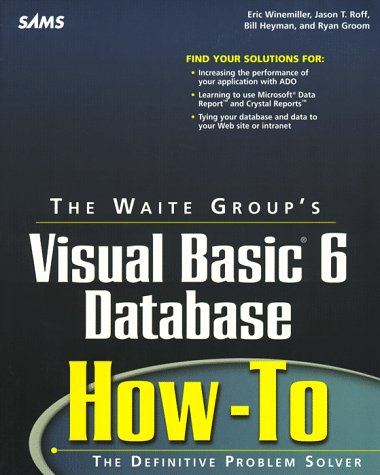 SAMS
Eric Winemiller, Jason T. Roff,
Bill Heyman, and Ryan Groom
FIND YOUR SOLUTIONS FOR:
• Increasing the performance of
your application with ADO
• Learning to use Microsoft® Data
Report™ and Crystal Reports™
• Tying your database and data to
your Web site or intranet
THE WAITE GROUP'S
Visual Basic® 6
Database
How-To
THE DEFINITIVE PROBLEM SOLVER